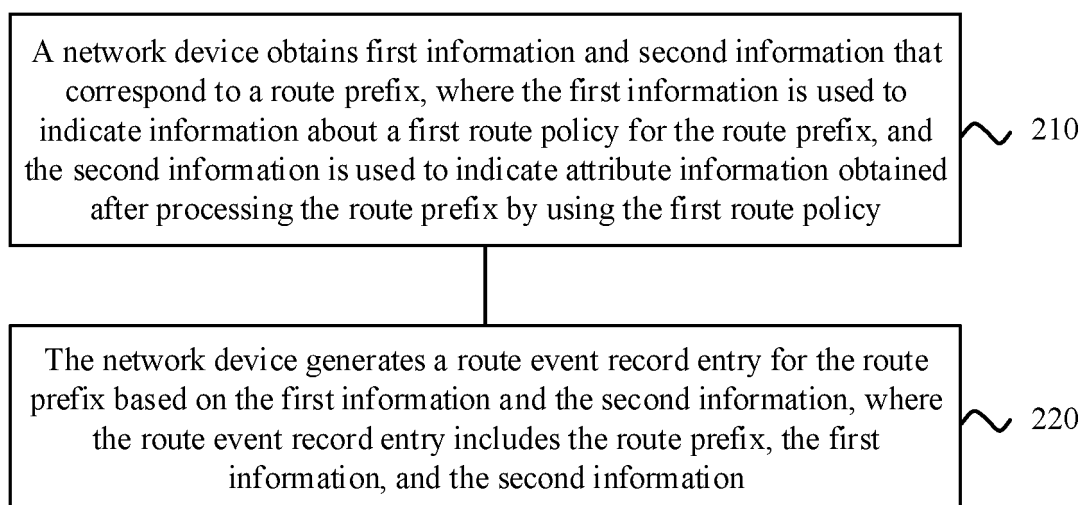 A network device obtains first information and second information that
correspond to a route prefix, where the first information is used to
indicate information about a first route policy for the route prefix, and
the second information is used to indicate attribute information obtained
after processing the route prefix by using the first route policy
210
The network device generates a route event record entry for the route
prefix based on the first information and the second information, where
the route event record entry includes the route prefix, the first
information, and the second information
220